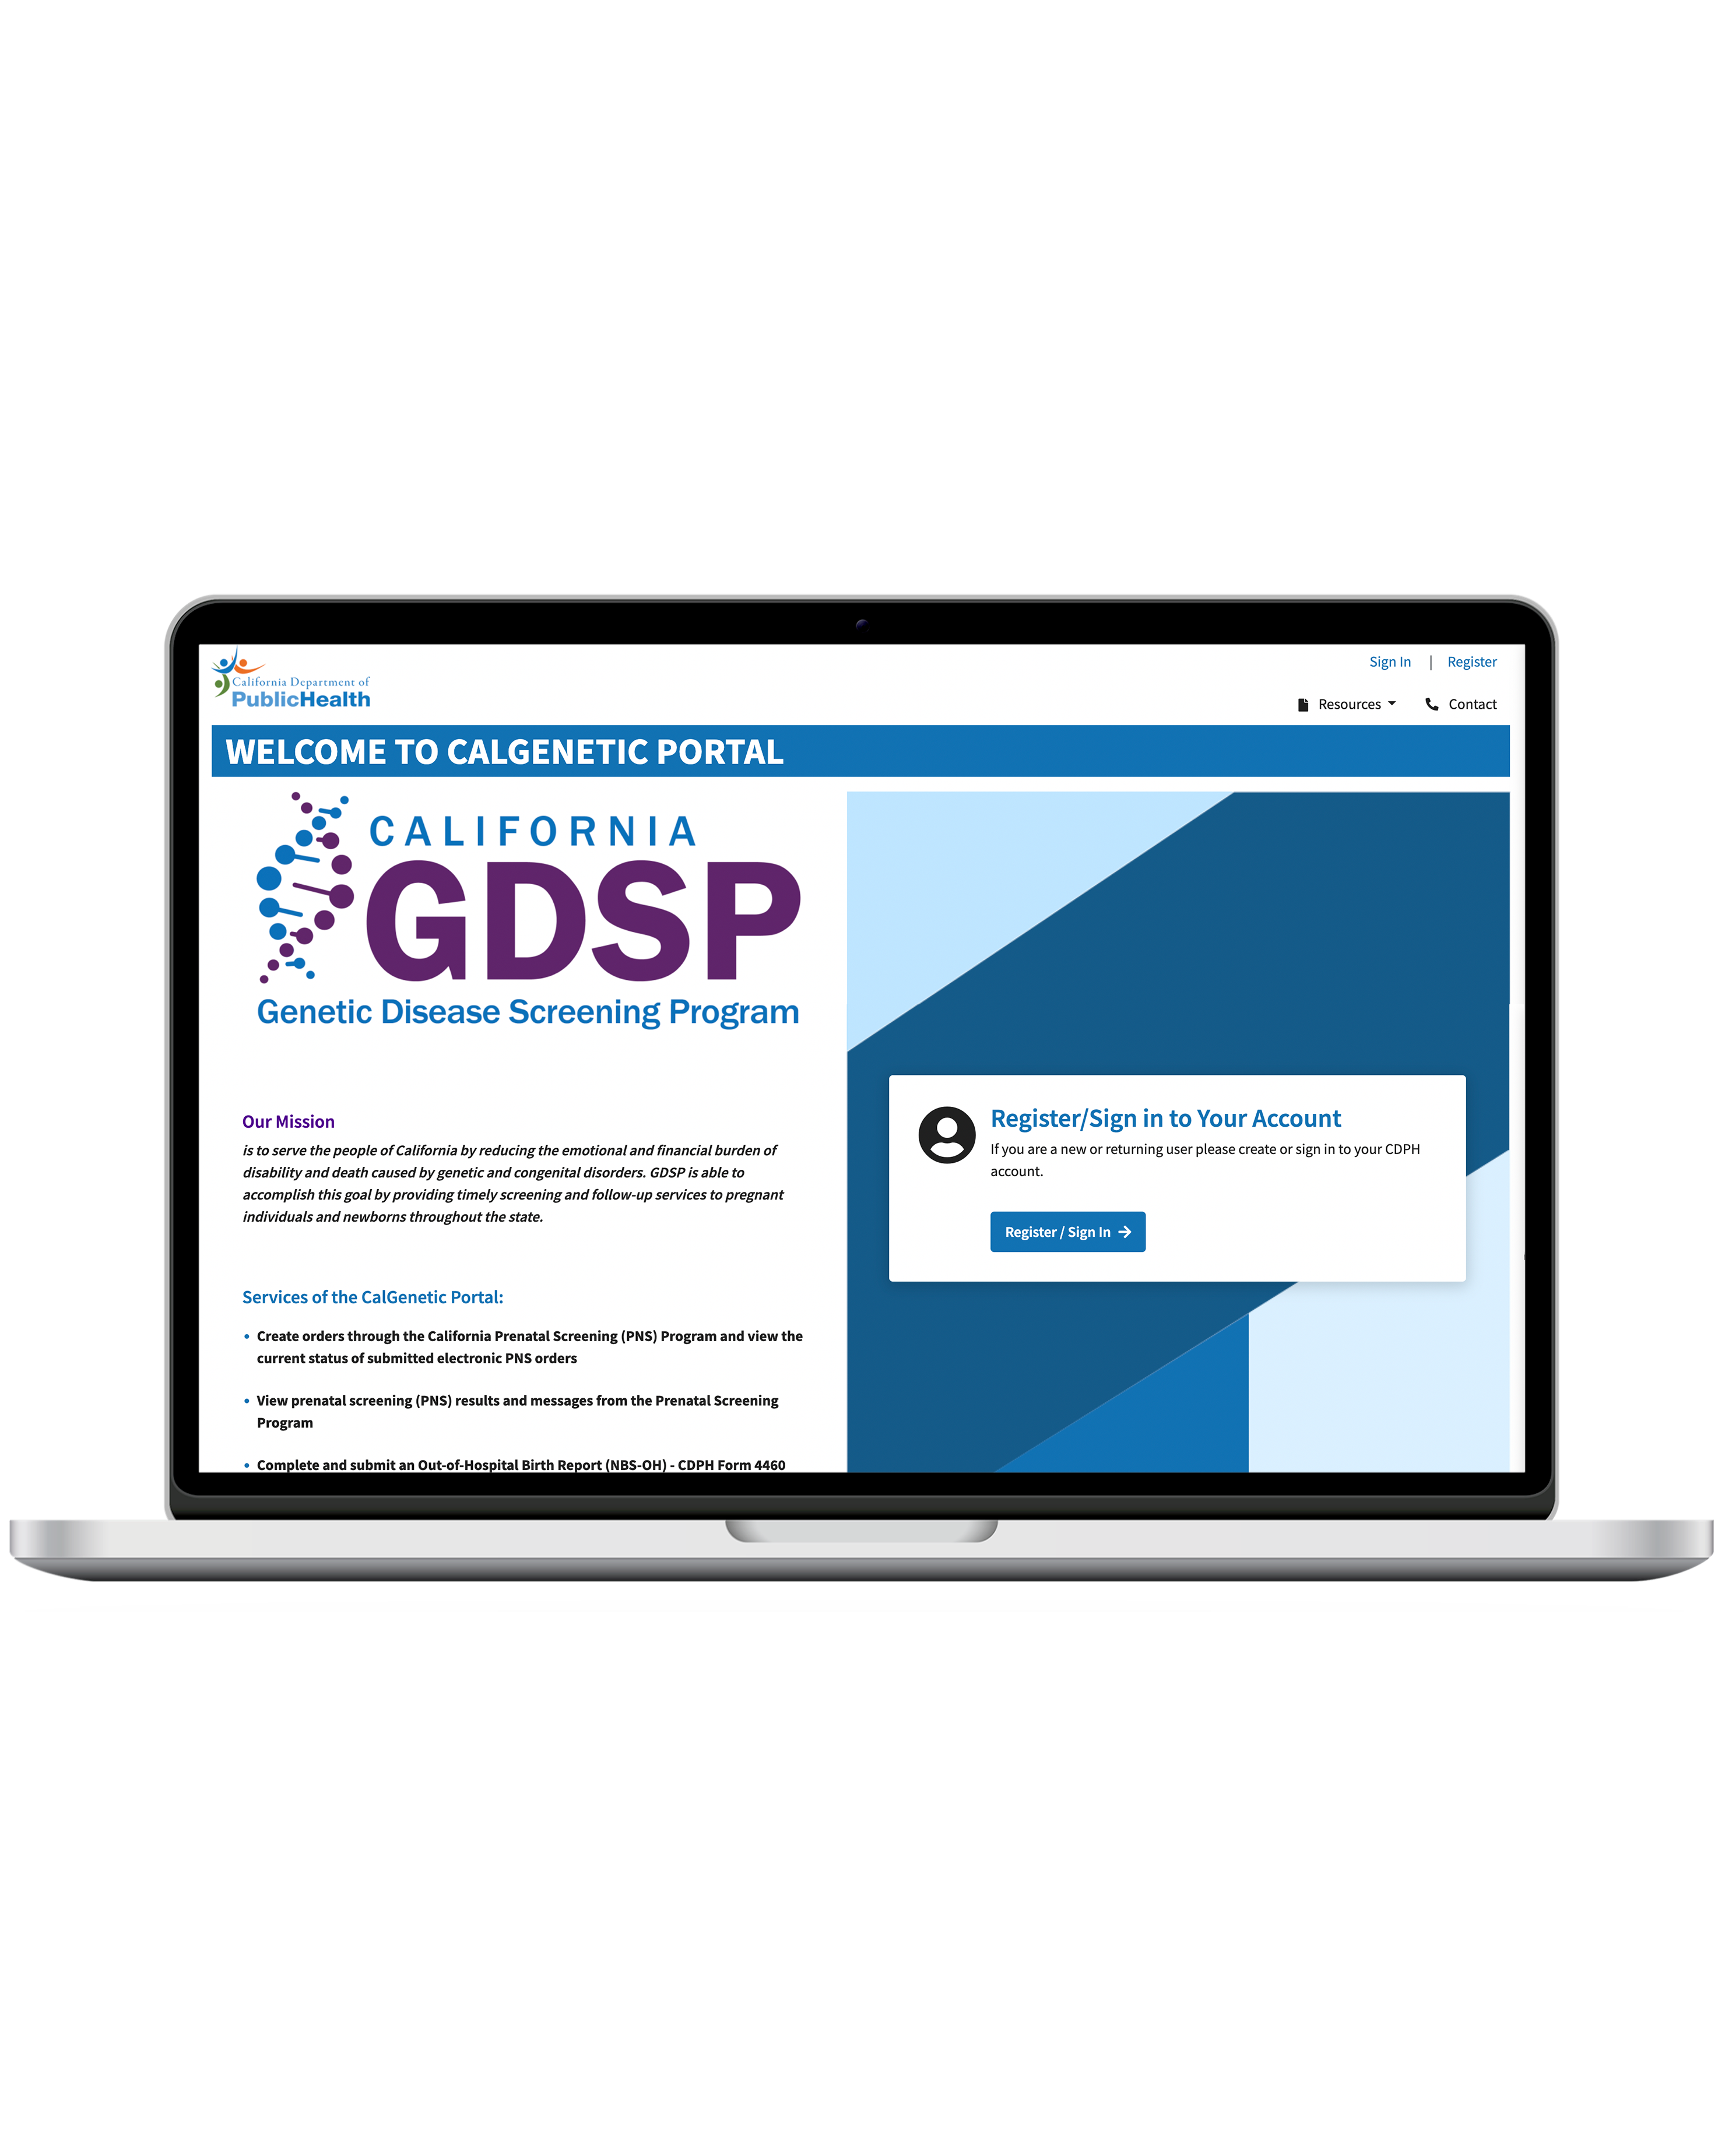 California Department of
PublicHealth
Sign In | Register
Resources
Contact
WELCOME TO CALGENETIC PORTAL
CALIFORNIA
GDSP
Genetic Disease Screening Program
Our Mission
is to serve the people of California by reducing the emotional and financial burden of
disability and death caused by genetic and congenital disorders. GDSP is able to
accomplish this goal by providing timely screening and follow-up services to pregnant
individuals and newborns throughout the state.
Services of the CalGenetic Portal:
• Create orders through the California Prenatal Screening (PNS) Program and view the
current status of submitted electronic PNS orders
• View prenatal screening (PNS) results and messages from the Prenatal Screening
Program
• Complete and submit an Out-of-Hospital Birth Report (NBS-OH) - CDPH Form 4460
Register/Sign in to Your Account
If you are a new or returning user please create or sign in to your CDPH
account.
Register / Sign In →